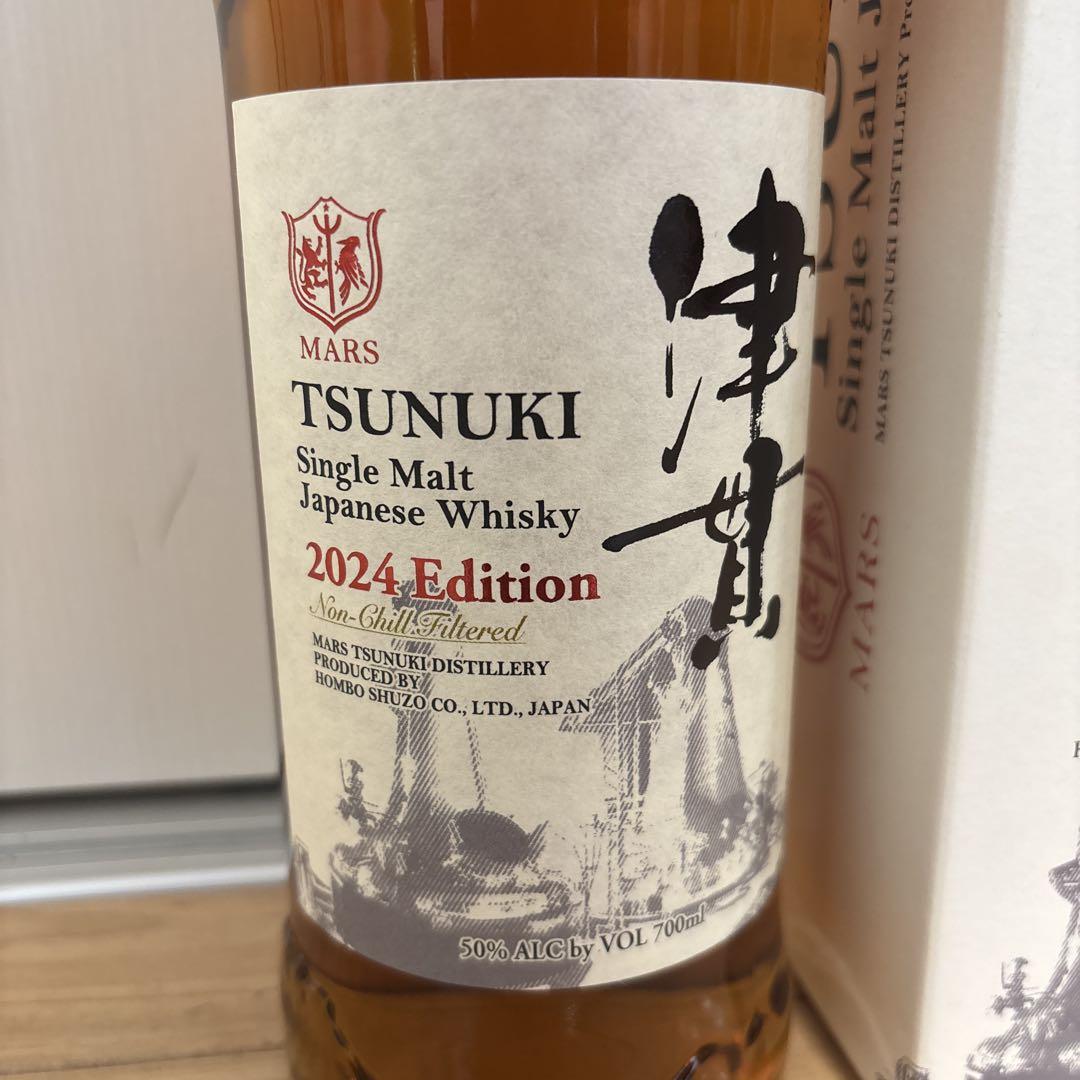 MARS
TSUNUKI
Single Malt
Japanese Whisky
2024 Edition
Non-Chill Filtered
MARS TSUNUKI DISTILLERY
PRODUCED BY
HOMBO SHUZO CO., LTD., JAPAN
50% ALC by VOL 700ml
津貫
Single Malt J
MARS TSUNUKI DISTILLERY Pro
MARS